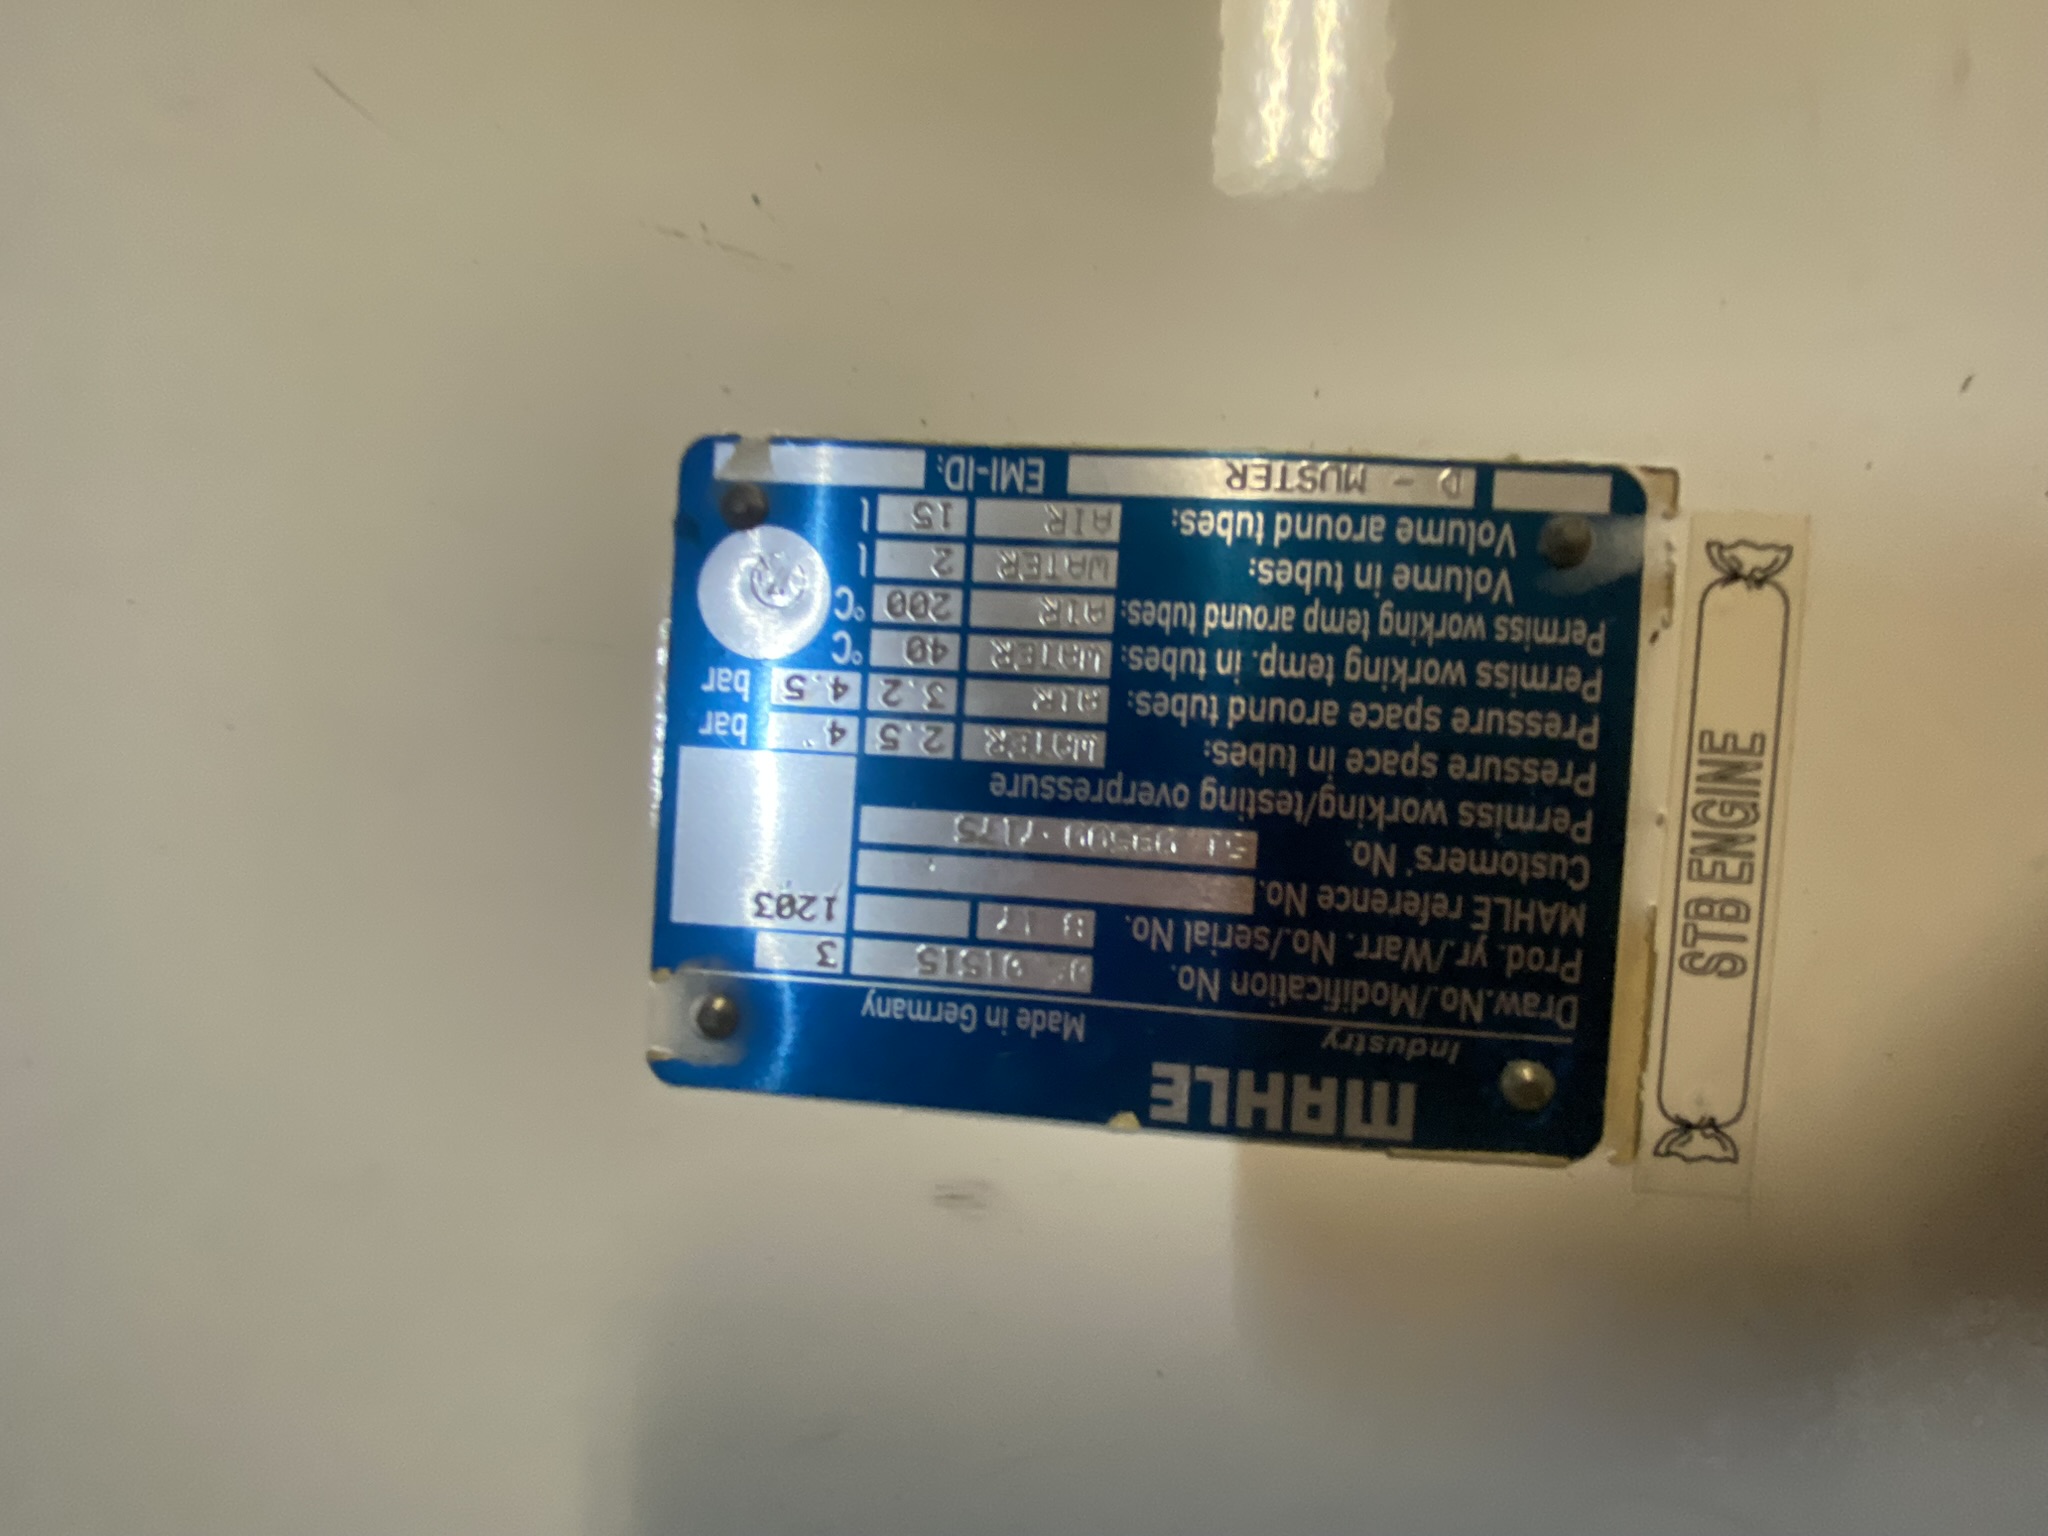 MAHLE
Industry
Made in Germany
Draw.No./Modification No. 01515 3
Prod. yr./Warr. No./serial No. 1203
MAHLE reference No.
Customers' No.
Permiss working/testing overpressure
Pressure space in tubes: WATER 2.5 4 bar
Pressure space around tubes: AIR 3.2 4.5 bar
Permiss working temp. in tubes: WATER 40 °C
Permiss working temp around tubes: AIR 200 °C
Volume in tubes: WATER 2 l
Volume around tubes: AIR 15 l
D - MUSTER EMI-ID:
STB ENGINE